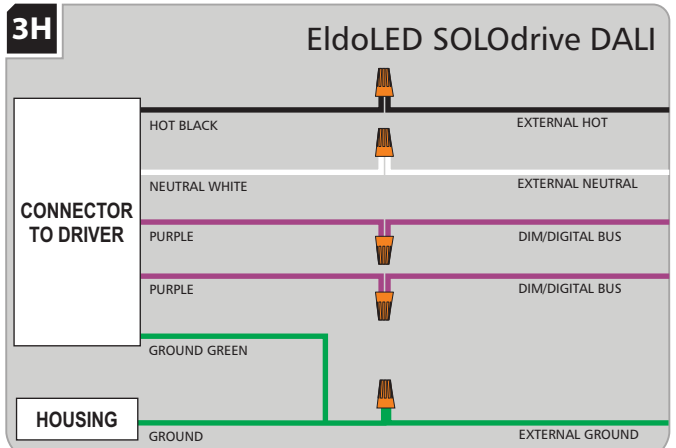 3H
EldoLED SOLOdrive DALI
HOT BLACK
EXTERNAL HOT
NEUTRAL WHITE
EXTERNAL NEUTRAL
CONNECTOR
TO DRIVER
PURPLE
DIM/DIGITAL BUS
PURPLE
DIM/DIGITAL BUS
GROUND GREEN
HOUSING
GROUND
EXTERNAL GROUND